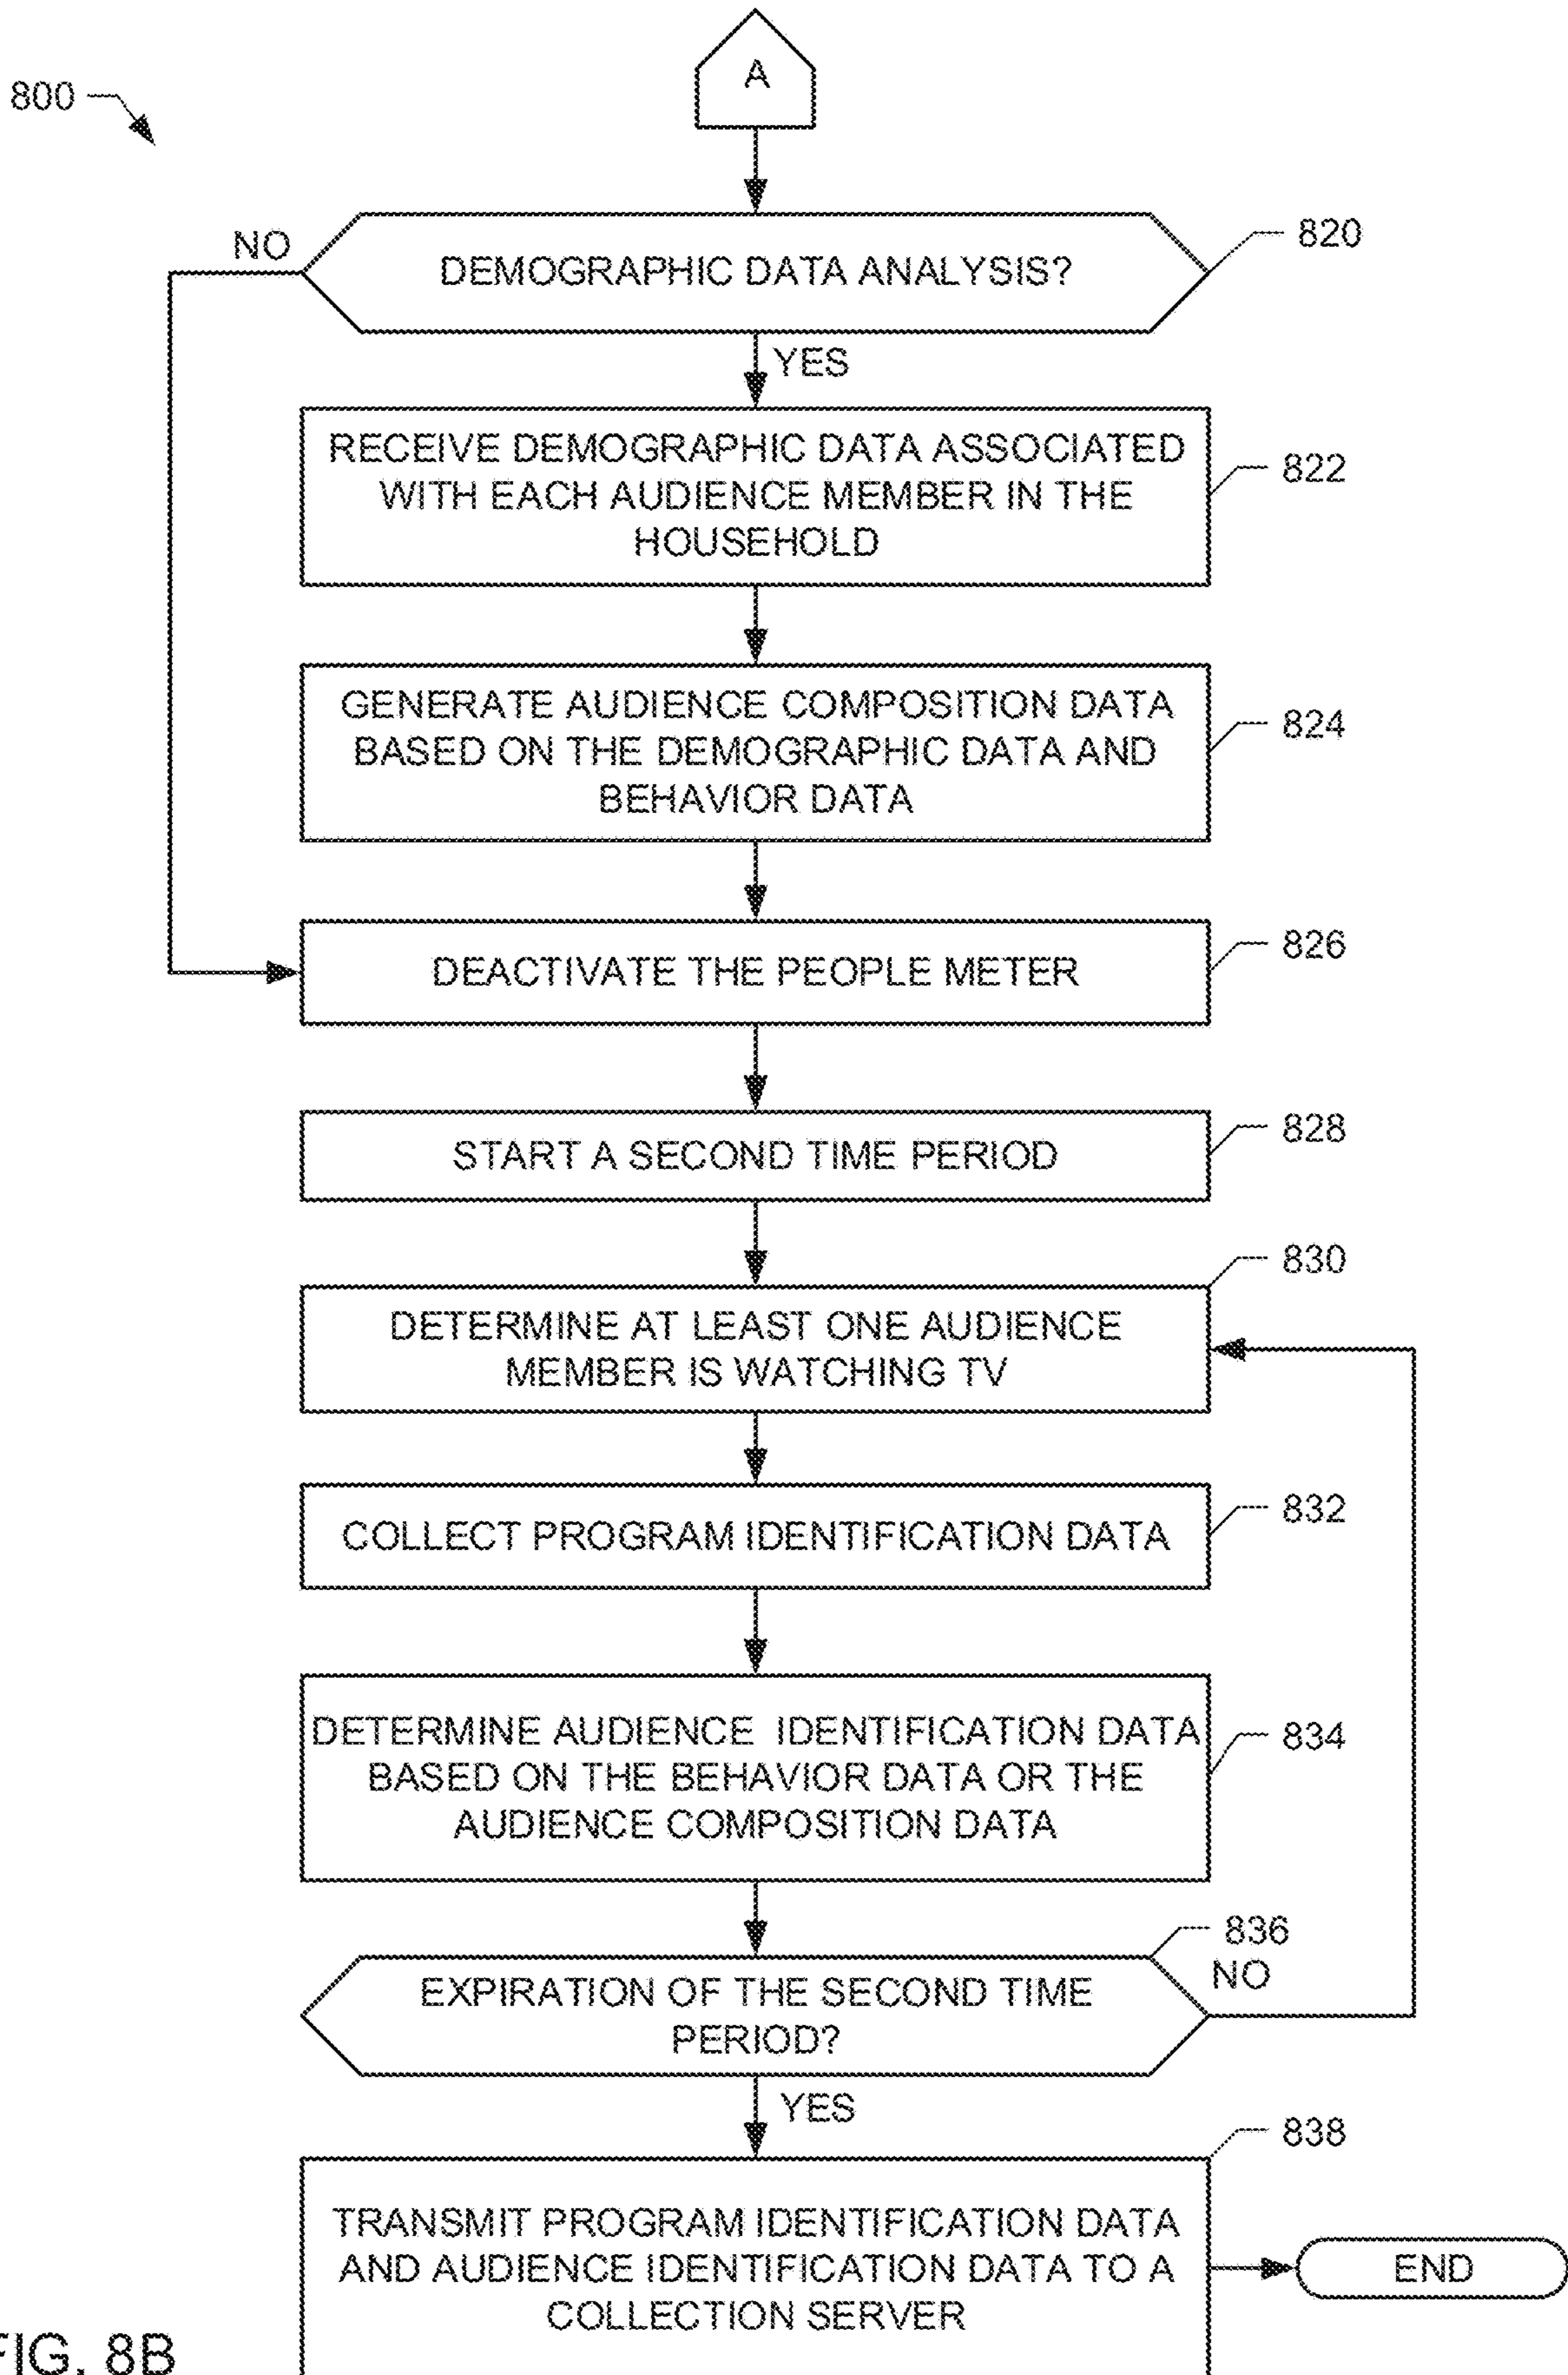 A
800
NO
DEMOGRAPHIC DATA ANALYSIS?
820
YES
RECEIVE DEMOGRAPHIC DATA ASSOCIATED
WITH EACH AUDIENCE MEMBER IN THE
HOUSEHOLD
822
GENERATE AUDIENCE COMPOSITION DATA
BASED ON THE DEMOGRAPHIC DATA AND
BEHAVIOR DATA
824
DEACTIVATE THE PEOPLE METER
826
START A SECOND TIME PERIOD
828
DETERMINE AT LEAST ONE AUDIENCE
MEMBER IS WATCHING TV
830
COLLECT PROGRAM IDENTIFICATION DATA
832
DETERMINE AUDIENCE IDENTIFICATION DATA
BASED ON THE BEHAVIOR DATA OR THE
AUDIENCE COMPOSITION DATA
834
EXPIRATION OF THE SECOND TIME
PERIOD?
836
NO
YES
838
TRANSMIT PROGRAM IDENTIFICATION DATA
AND AUDIENCE IDENTIFICATION DATA TO A
COLLECTION SERVER
END
FIG. 8B